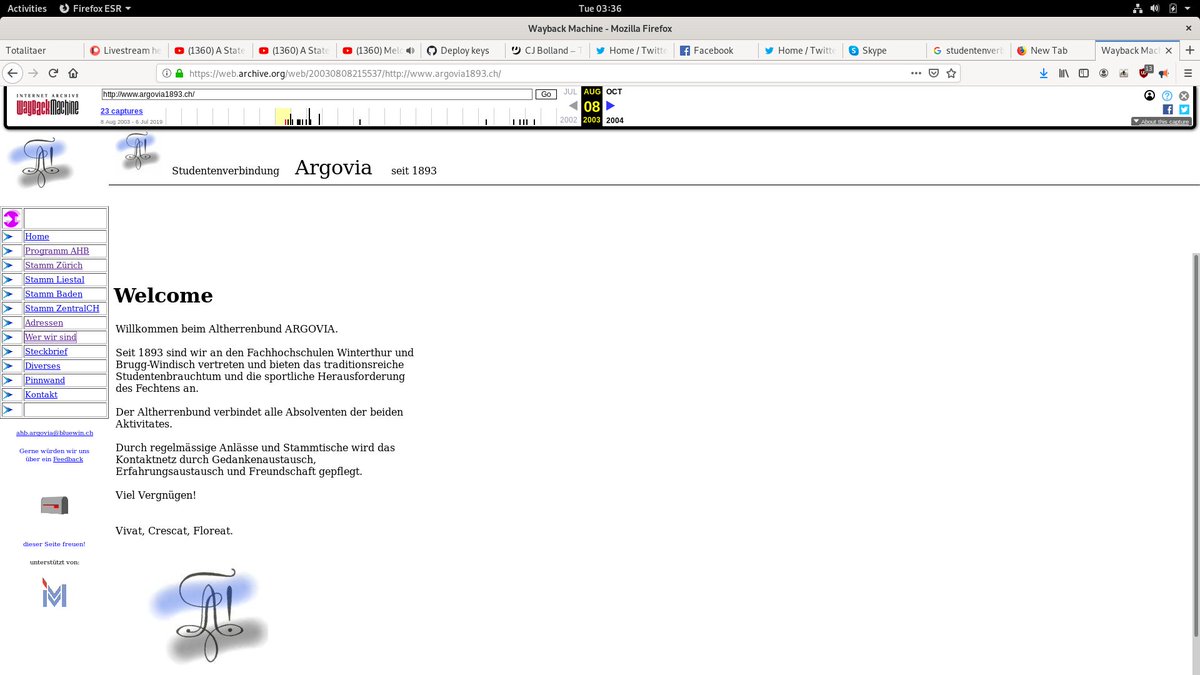 Activities Firefox ESR Tue 03:36
Wayback Machine - Mozilla Firefox
Totalitaer Livestream he (1360) A State (1360) A State (1360) Melo Deploy keys CJ Bolland – T Home / Twitt Facebook Home / Twitte Skype studentenverb New Tab Wayback Mac
https://web.archive.org/web/20030808215537/http://www.argovia1893.ch/ 13
INTERNET ARCHIVE
WayBackMachine
http://www.argovia1893.ch/ Go
23 captures
8 Aug 2003 - 6 Jul 2019
JUL AUG OCT
08
2002 2003 2004
About this capture
Studentenverbindung Argovia seit 1893
Home
Programm AHB
Stamm Zürich
Stamm Liestal
Stamm Baden
Stamm ZentralCH
Adressen
Wer wir sind
Steckbrief
Diverses
Pinnwand
Kontakt
ahb.argovia@bluewin.ch
Gerne würden wir uns
über ein Feedback
dieser Seite freuen!
unterstützt von:
Welcome
Willkommen beim Altherrenbund ARGOVIA.
Seit 1893 sind wir an den Fachhochschulen Winterthur und
Brugg-Windisch vertreten und bieten das traditionsreiche
Studentenbrauchtum und die sportliche Herausforderung
des Fechtens an.
Der Altherrenbund verbindet alle Absolventen der beiden
Aktivitates.
Durch regelmässige Anlässe und Stammtische wird das
Kontaktnetz durch Gedankenaustausch,
Erfahrungsaustausch und Freundschaft gepflegt.
Viel Vergnügen!
Vivat, Crescat, Floreat.